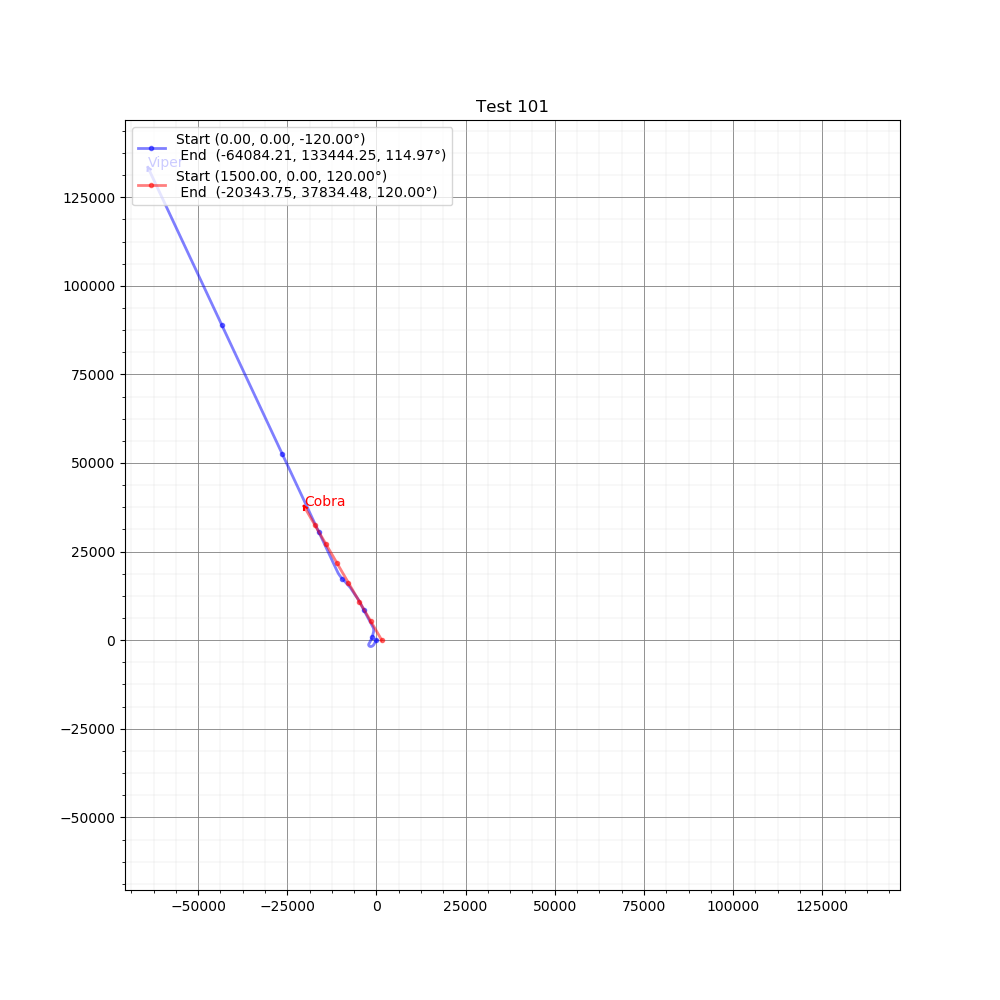 Test 101
Start (0.00, 0.00, -120.00°)
End (-64084.21, 133444.25, 114.97°)
Start (1500.00, 0.00, 120.00°)
End (-20343.75, 37834.48, 120.00°)
Viper
Cobra
125000
100000
75000
50000
25000
0
−25000
−50000
−50000
−25000
0
25000
50000
75000
100000
125000